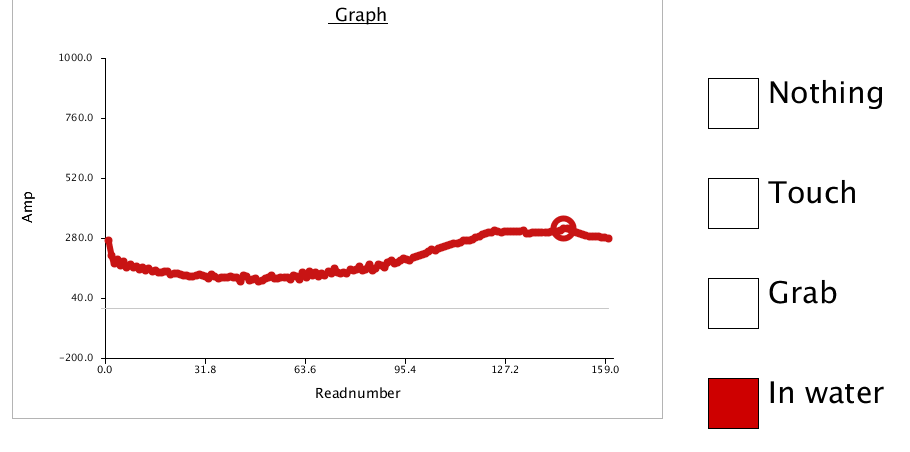 Graph
1000.0
760.0
520.0
280.0
40.0
-200.0
Amp
0.0 31.8 63.6 95.4 127.2 159.0
Readnumber
Nothing
Touch
Grab
In water